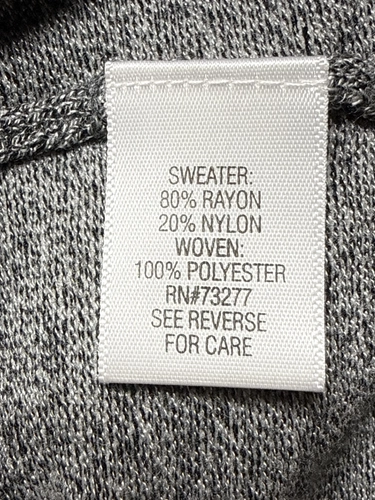 SWEATER:
80% RAYON
20% NYLON
WOVEN:
100% POLYESTER
RN#73277
SEE REVERSE
FOR CARE